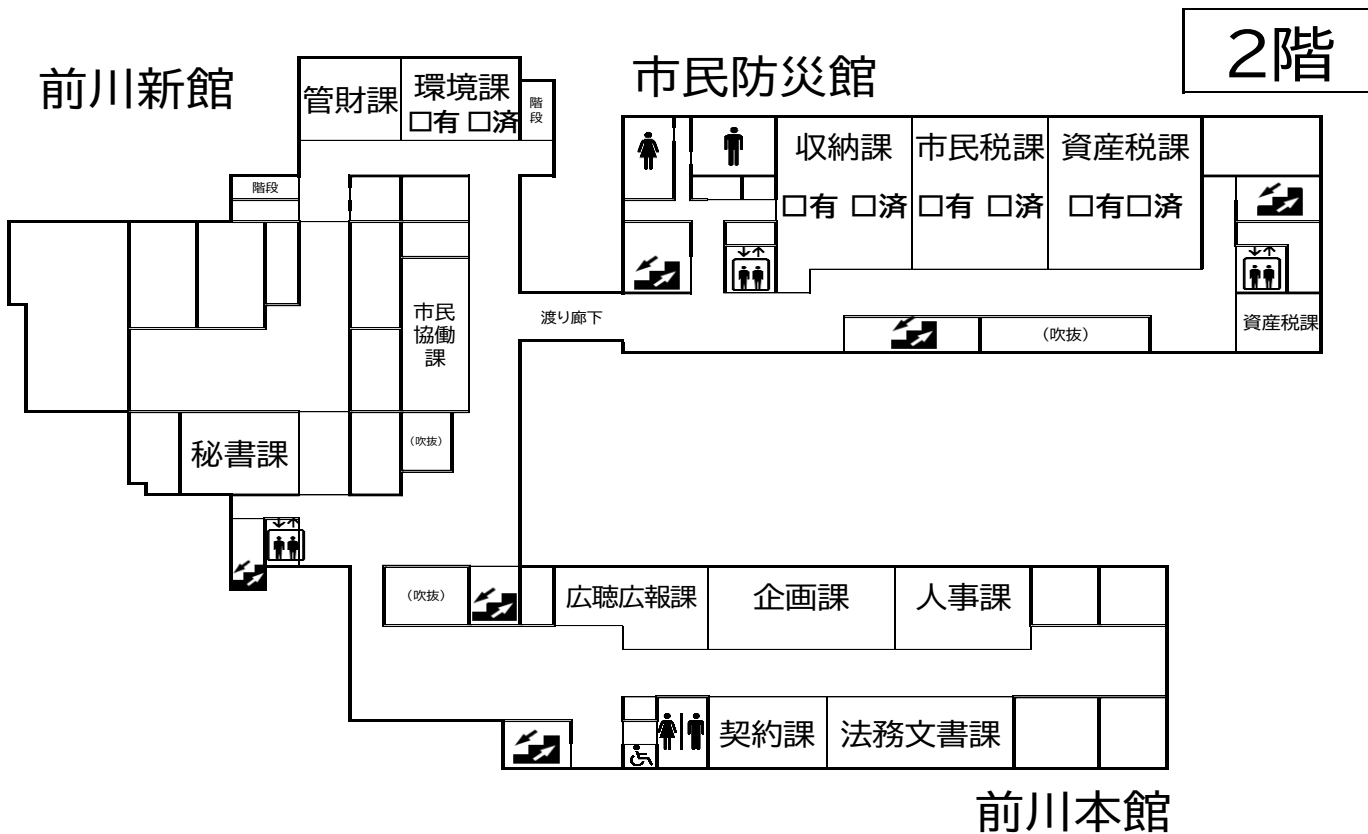 2階
前川新館
市民防災館
管財課
環境課
□有 □済
階段
収納課
□有 □済
市民税課
□有 □済
資産税課
□有□済
階段
市民
協働
課
渡り廊下
(吹抜)
資産税課
秘書課
(吹抜)
(吹抜)
広聴広報課
企画課
人事課
契約課
法務文書課
前川本館